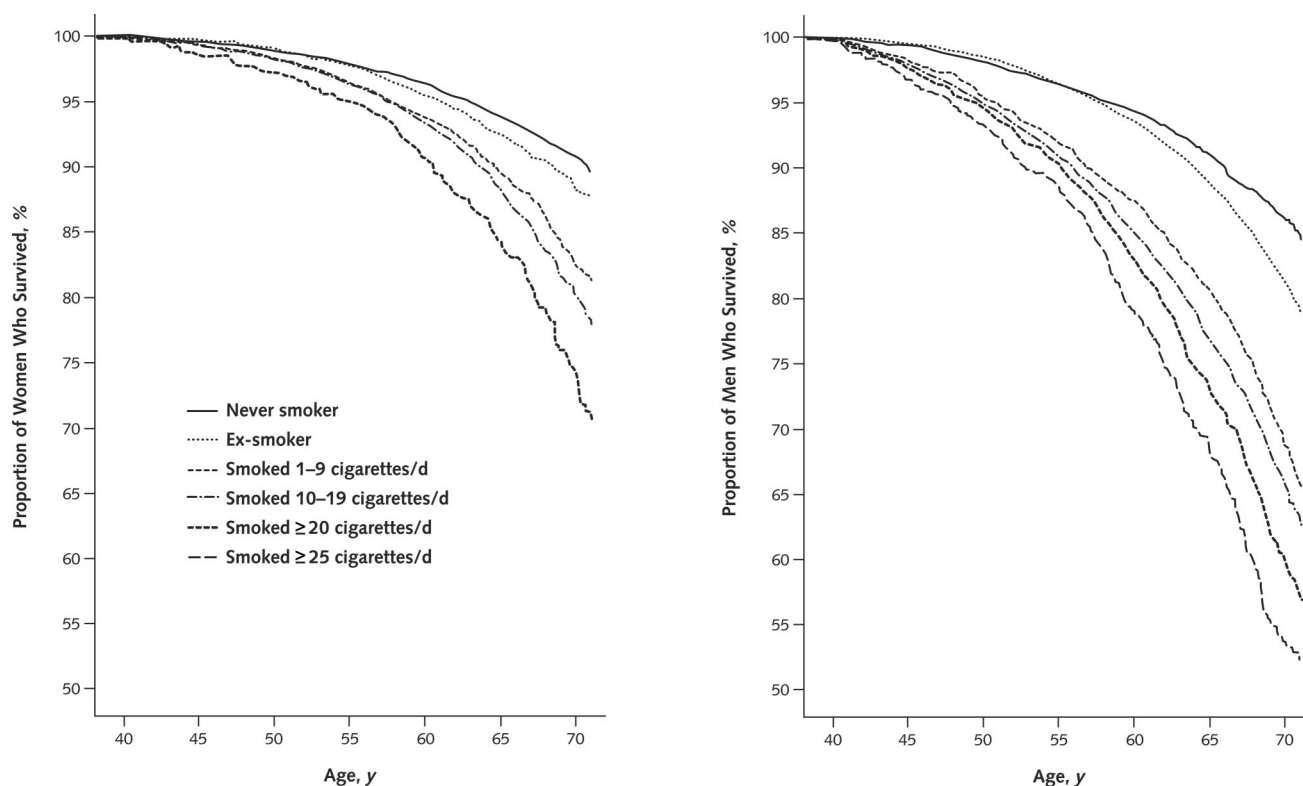 100
95
90
85
80
75
70
65
60
55
50
Proportion of Women Who Survived, %
Never smoker
Ex-smoker
Smoked 1–9 cigarettes/d
Smoked 10–19 cigarettes/d
Smoked ≥20 cigarettes/d
Smoked ≥25 cigarettes/d
40 45 50 55 60 65 70
Age, y
100
95
90
85
80
75
70
65
60
55
50
Proportion of Men Who Survived, %
40 45 50 55 60 65 70
Age, y